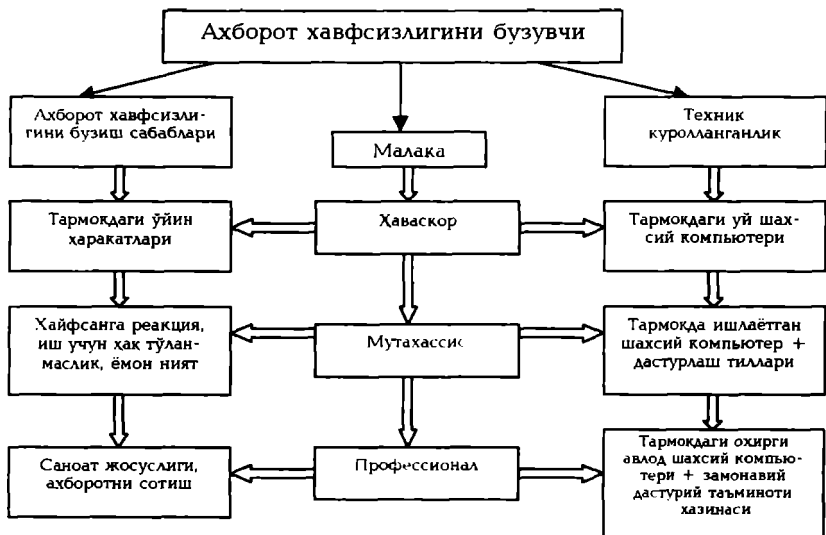 Ахборот хавфсизлигини бузувчи
Ахборот хавфсизли-
гини бузиш сабаблари
Малака
Техник
куролланганлик
Тармокдаги ўйин
ҳаракатлари
Ҳаваскор
Тармокдаги уй шах-
сий компьютери
Хайфсанга реакция,
иш учун ҳак тўлан-
маслик, ёмон ният
Мутахассис
Тармокда ишлаётган
шахсий компьютер +
дастурлаш тиллари
Саноат жосуслиги,
ахборотни сотиш
Профессионал
Тармокдаги охирги
авлод шахсий компью-
тери + замонавий
дастурий таъминоти
хазинаси